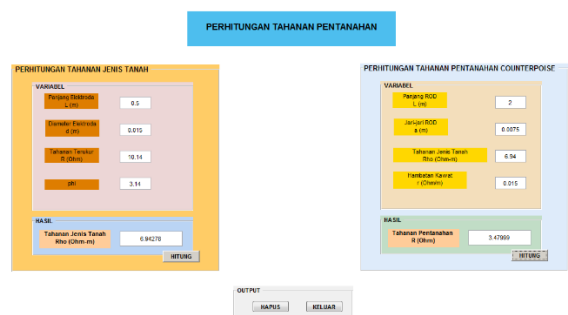 PERHITUNGAN TAHANAN PENTANAHAN
PERHITUNGAN TAHANAN JENIS TANAH
VARIABEL
Panjang Elektroda
L (m)
0.5
Diameter Elektroda
d (m)
0.015
Tahanan Terukur
R (Ohm)
10.14
phi
3.14
HASIL
Tahanan Jenis Tanah
Rho (Ohm-m)
6.94278
HITUNG
PERHITUNGAN TAHANAN PENTANAHAN COUNTERPOISE
VARIABEL
Panjang ROD
L (m)
2
Jari-jari ROD
a (m)
0.0075
Tahanan Jenis Tanah
Rho (Ohm-m)
6.94
Hambatan Kawat
r (Ohm/m)
0.015
HASIL
Tahanan Pentanahan
R (Ohm)
3.47999
HITUNG
OUTPUT
HAPUS
KELUAR